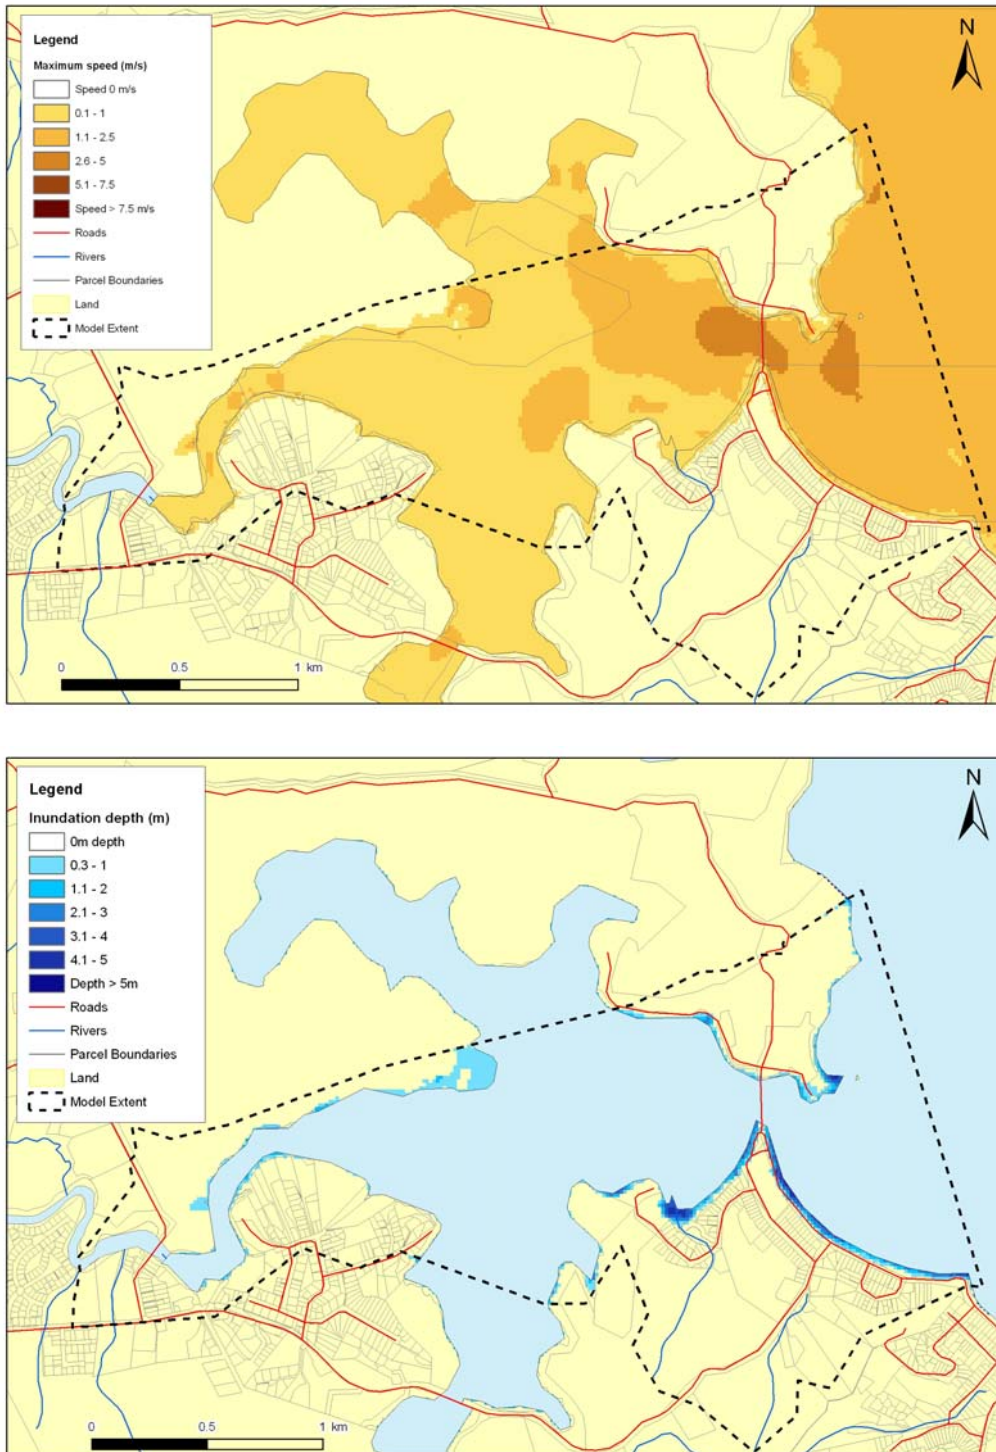 Legend
N
Maximum speed (m/s)
Speed 0 m/s
0.1 - 1
1.1 - 2.5
2.6 - 5
5.1 - 7.5
Speed > 7.5 m/s
Roads
Rivers
Parcel Boundaries
Land
Model Extent
0 0.5 1 km
Legend
N
Inundation depth (m)
0m depth
0.3 - 1
1.1 - 2
2.1 - 3
3.1 - 4
4.1 - 5
Depth > 5m
Roads
Rivers
Parcel Boundaries
Land
Model Extent
0 0.5 1 km